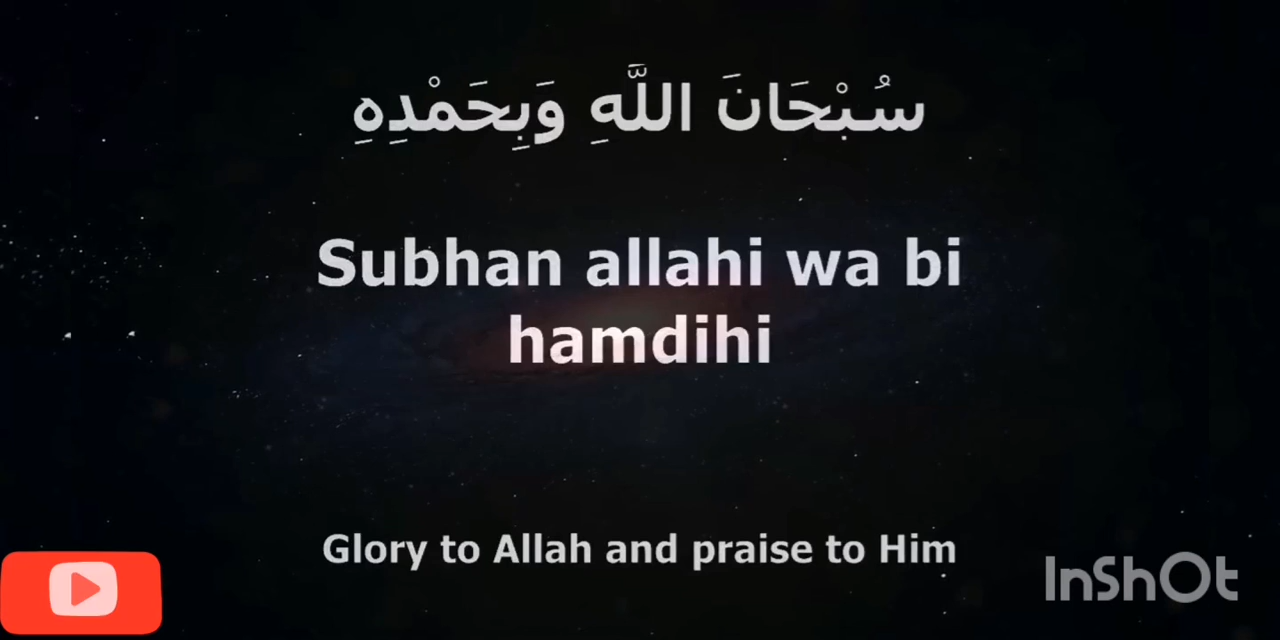 سُبْحَانَ اللَّهِ وَبِحَمْدِهِ
Subhan allahi wa bi
hamdihi
Glory to Allah and praise to Him
InShOt